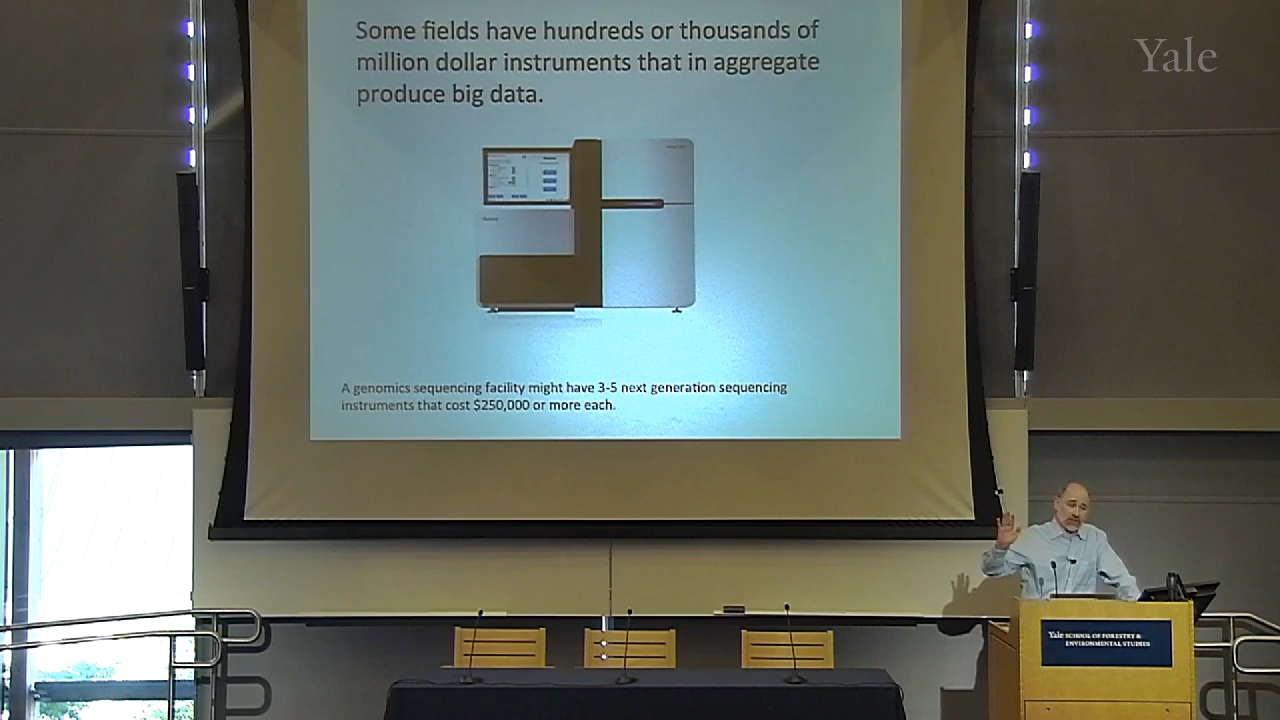 Some fields have hundreds or thousands of
million dollar instruments that in aggregate
produce big data.
Yale
A genomics sequencing facility might have 3-5 next generation sequencing
instruments that cost $250,000 or more each.
Yale SCHOOL OF FORESTRY &
ENVIRONMENTAL STUDIES